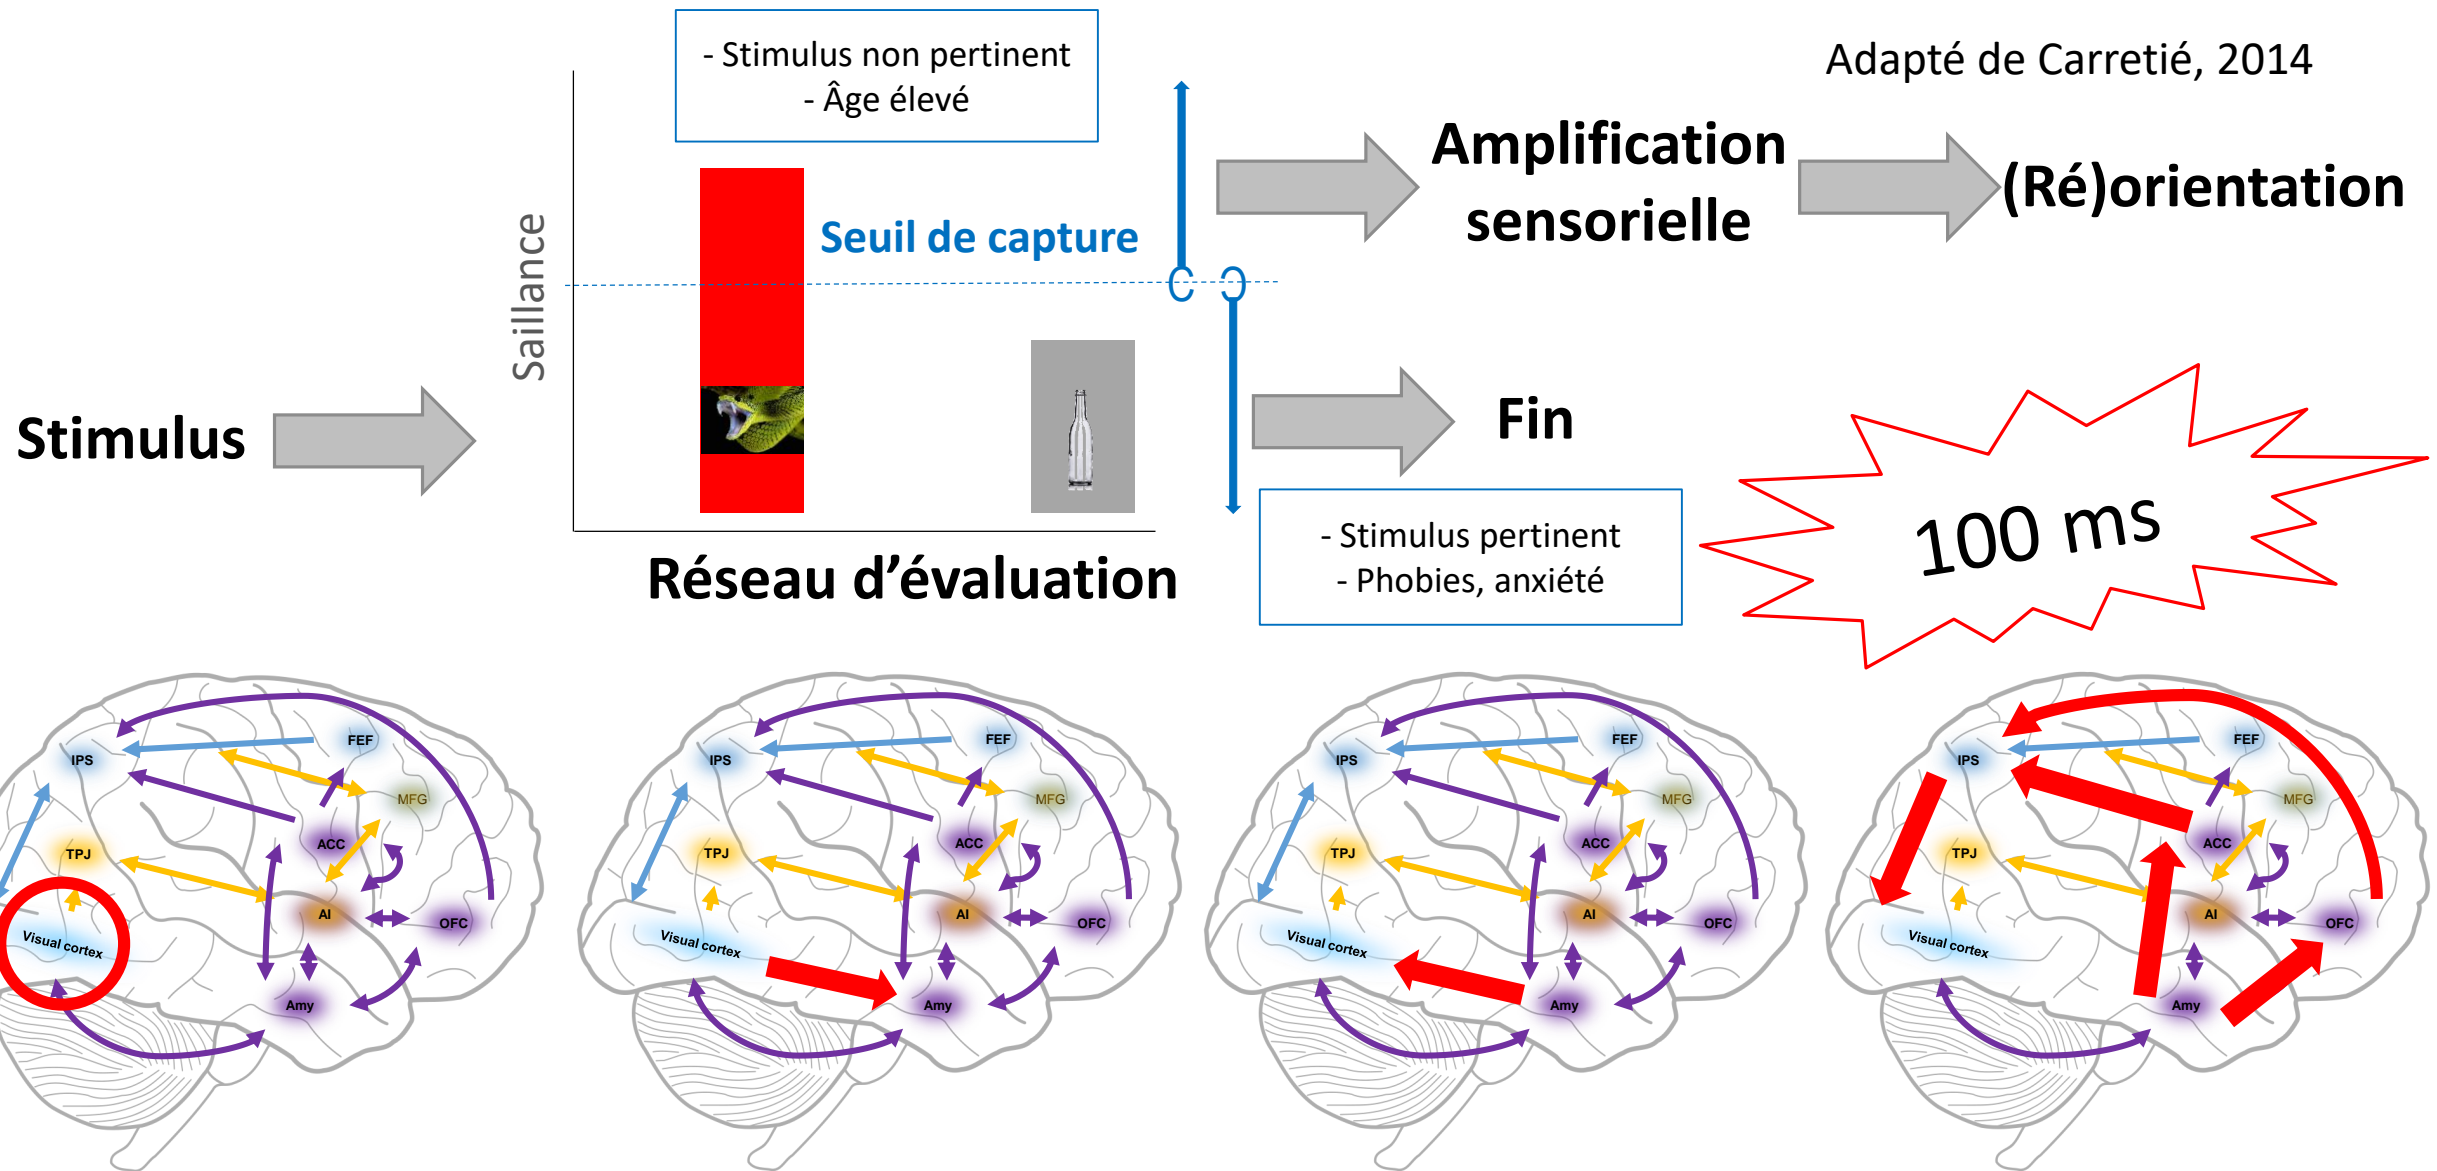 - Stimulus non pertinent
- Âge élevé
Adapté de Carretié, 2014
Saillance
Seuil de capture
Amplification
sensorielle
(Ré)orientation
Stimulus
Fin
- Stimulus pertinent
- Phobies, anxiété
100 ms
Réseau d’évaluation
IPS
FEF
MFG
TPJ
ACC
AI
OFC
Visual cortex
Amy
IPS
FEF
MFG
TPJ
ACC
AI
OFC
Visual cortex
Amy
IPS
FEF
MFG
TPJ
ACC
AI
OFC
Visual cortex
Amy
IPS
FEF
MFG
TPJ
ACC
AI
OFC
Visual cortex
Amy